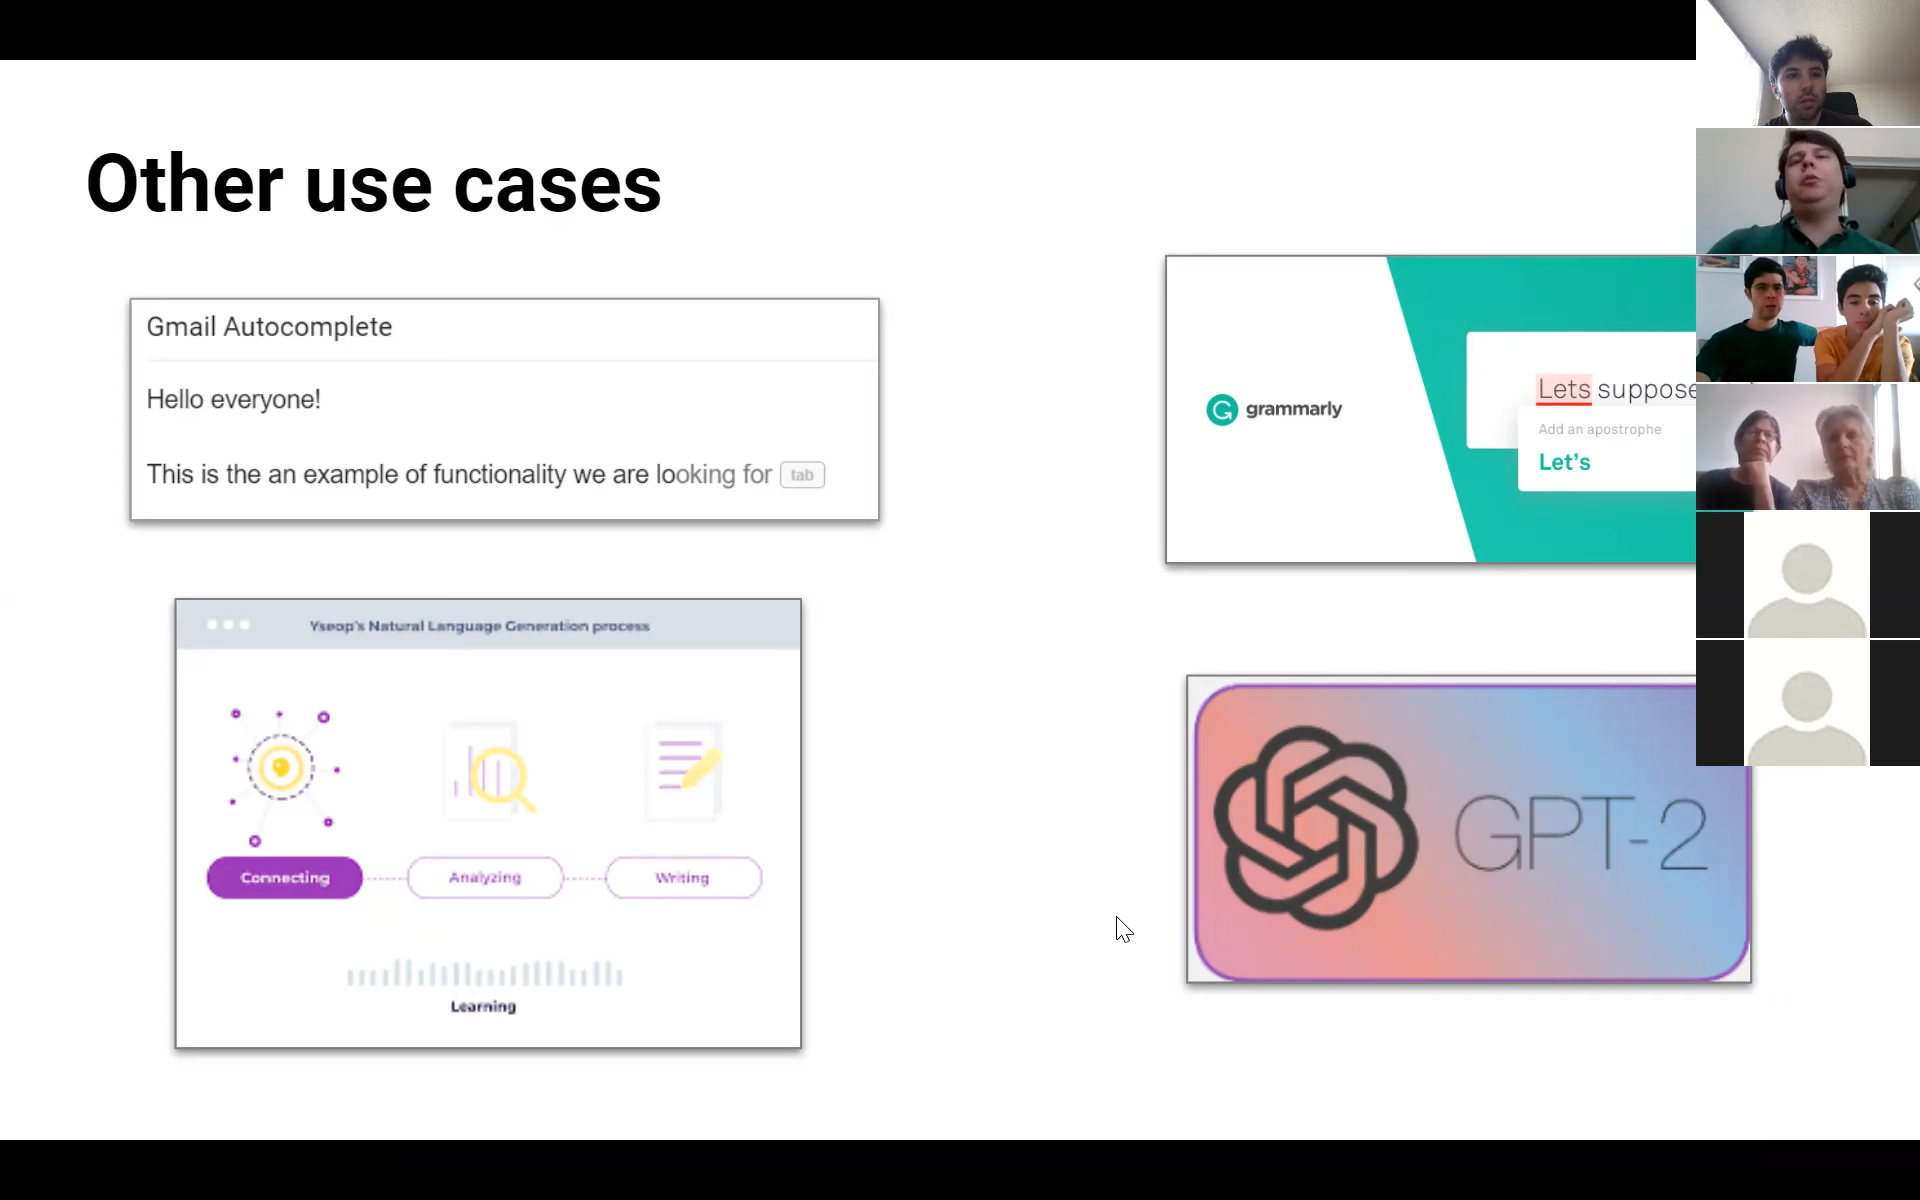 Other use cases
Gmail Autocomplete
Hello everyone!
This is the an example of functionality we are looking for tab
grammarly
Lets suppose
Add an apostrophe
Let's
Yseop's Natural Language Generation process
Connecting
Analyzing
Writing
Learning
GPT-2